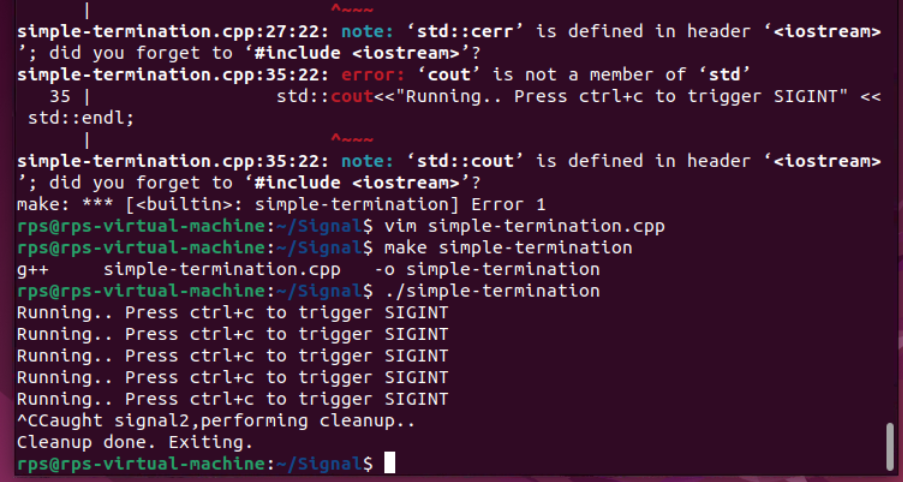 |                         ^~~~
simple-termination.cpp:27:22: note: ‘std::cerr’ is defined in header ‘<iostream>
’; did you forget to ‘#include <iostream>’?
simple-termination.cpp:35:22: error: ‘cout’ is not a member of ‘std’
35 |                 std::cout<<"Running.. Press ctrl+c to trigger SIGINT" <<
std::endl;
|                         ^~~~
simple-termination.cpp:35:22: note: ‘std::cout’ is defined in header ‘<iostream>
’; did you forget to ‘#include <iostream>’?
make: *** [<builtin>: simple-termination] Error 1
rps@rps-virtual-machine:~/Signal$ vim simple-termination.cpp
rps@rps-virtual-machine:~/Signal$ make simple-termination
g++     simple-termination.cpp   -o simple-termination
rps@rps-virtual-machine:~/Signal$ ./simple-termination
Running.. Press ctrl+c to trigger SIGINT
Running.. Press ctrl+c to trigger SIGINT
Running.. Press ctrl+c to trigger SIGINT
Running.. Press ctrl+c to trigger SIGINT
Running.. Press ctrl+c to trigger SIGINT
^CCaught signal2,performing cleanup..
Cleanup done. Exiting.
rps@rps-virtual-machine:~/Signal$